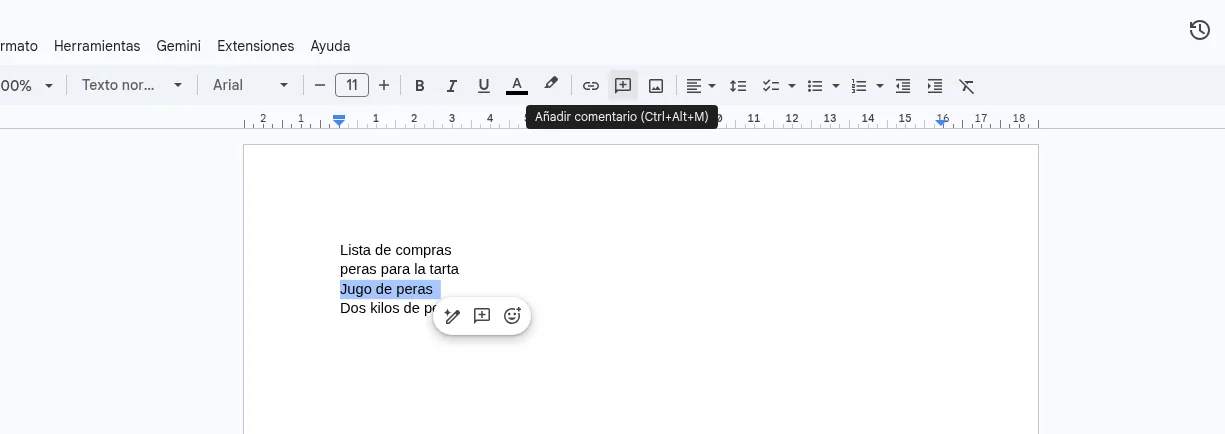 rmato Herramientas Gemini Extensiones Ayuda
00% Texto nor... Arial 11 B I U A
Añadir comentario (Ctrl+Alt+M)
2 1 1 2 3 4 11 12 13 14 15 16 17 18
Lista de compras
peras para la tarta
Jugo de peras
Dos kilos de pe